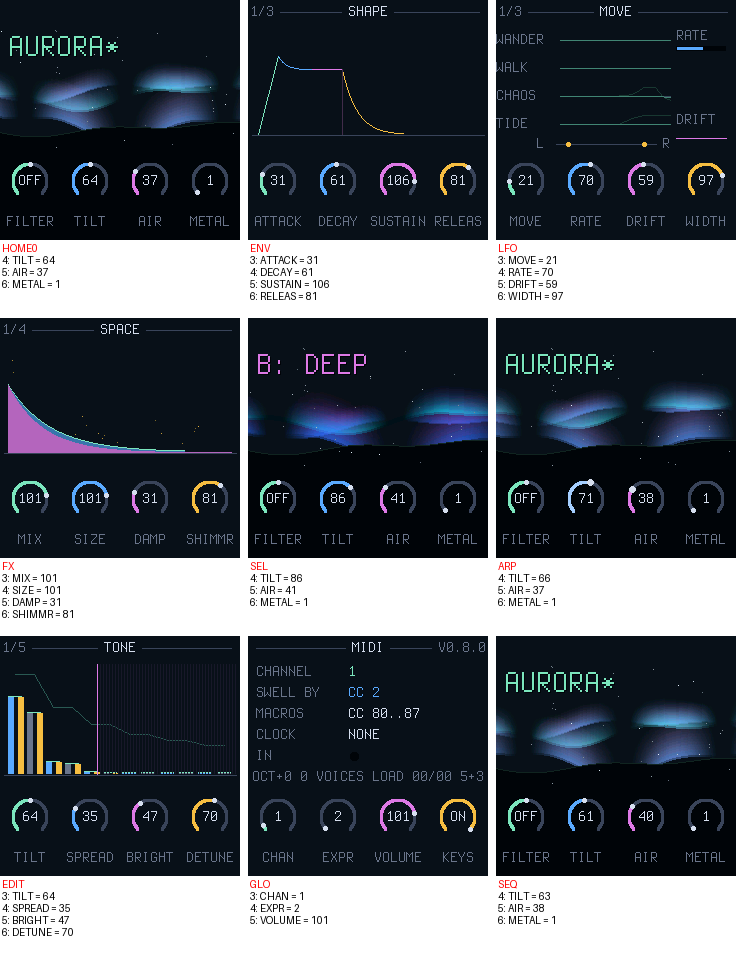 AURORA*
OFF 64 37 1
FILTER TILT AIR METAL
HOME0
4: TILT = 64
5: AIR = 37
6: METAL = 1
1/3 SHAPE
31 61 106 81
ATTACK DECAY SUSTAIN RELEAS
ENV
3: ATTACK = 31
4: DECAY = 61
5: SUSTAIN = 106
6: RELEAS = 81
1/3 MOVE
WANDER RATE
WALK
CHAOS
TIDE DRIFT
L R
21 70 59 97
MOVE RATE DRIFT WIDTH
LFO
3: MOVE = 21
4: RATE = 70
5: DRIFT = 59
6: WIDTH = 97
1/4 SPACE
101 101 31 81
MIX SIZE DAMP SHIMMR
FX
3: MIX = 101
4: SIZE = 101
5: DAMP = 31
6: SHIMMR = 81
B: DEEP
OFF 86 41 1
FILTER TILT AIR METAL
SEL
4: TILT = 86
5: AIR = 41
6: METAL = 1
AURORA*
OFF 71 38 1
FILTER TILT AIR METAL
ARP
4: TILT = 66
5: AIR = 37
6: METAL = 1
1/5 TONE
64 35 47 70
TILT SPREAD BRIGHT DETUNE
EDIT
3: TILT = 64
4: SPREAD = 35
5: BRIGHT = 47
6: DETUNE = 70
MIDI V0.8.0
CHANNEL 1
SWELL BY CC 2
MACROS CC 80..87
CLOCK NONE
IN
OCT+0 0 VOICES LOAD 00/00 5+3
1 2 101 ON
CHAN EXPR VOLUME KEYS
GLO
3: CHAN = 1
4: EXPR = 2
5: VOLUME = 101
AURORA*
OFF 61 40 1
FILTER TILT AIR METAL
SEQ
4: TILT = 63
5: AIR = 38
6: METAL = 1